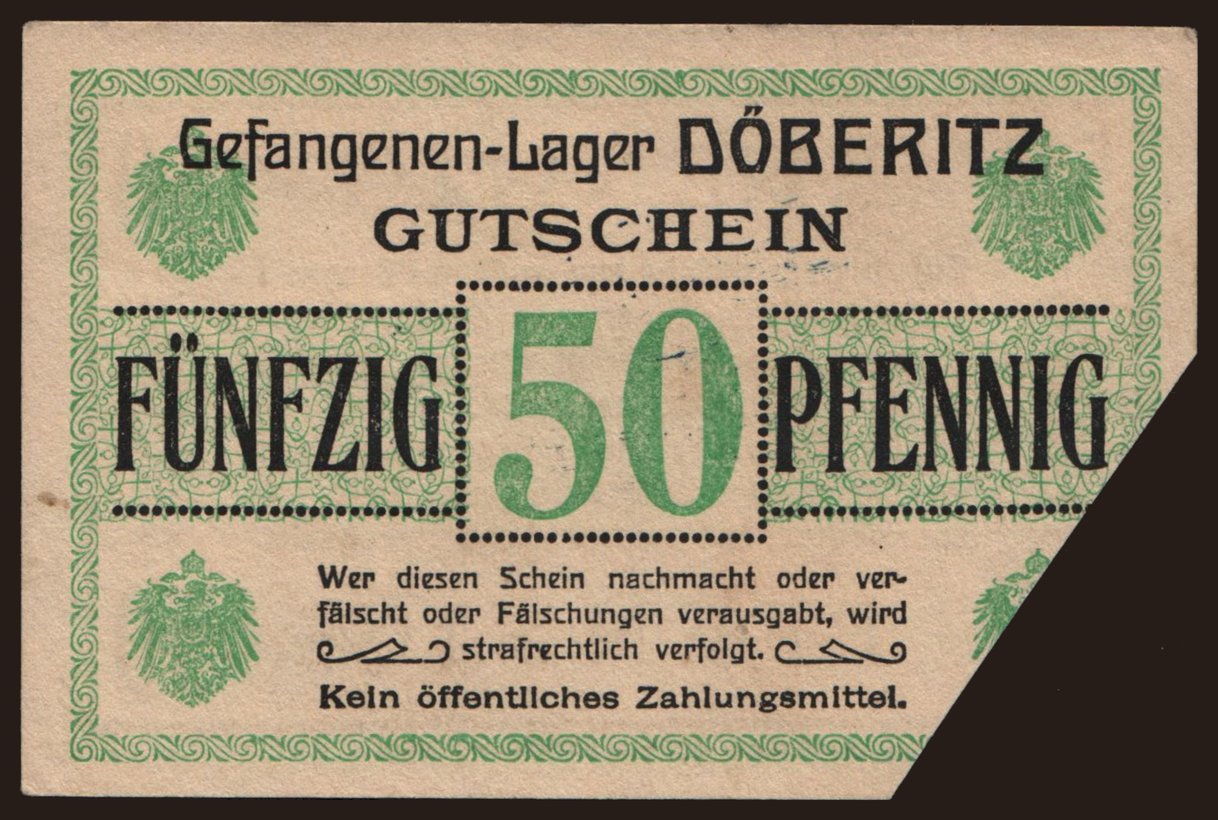 Gefangenen-Lager DÖBERITZ
GUTSCHEIN
FÜNFZIG 50 PFENNIG
Wer diesen Schein nachmacht oder ver-
fälscht oder Fälschungen verausgabt, wird
strafrechtlich verfolgt.
Kein öffentliches Zahlungsmittel.